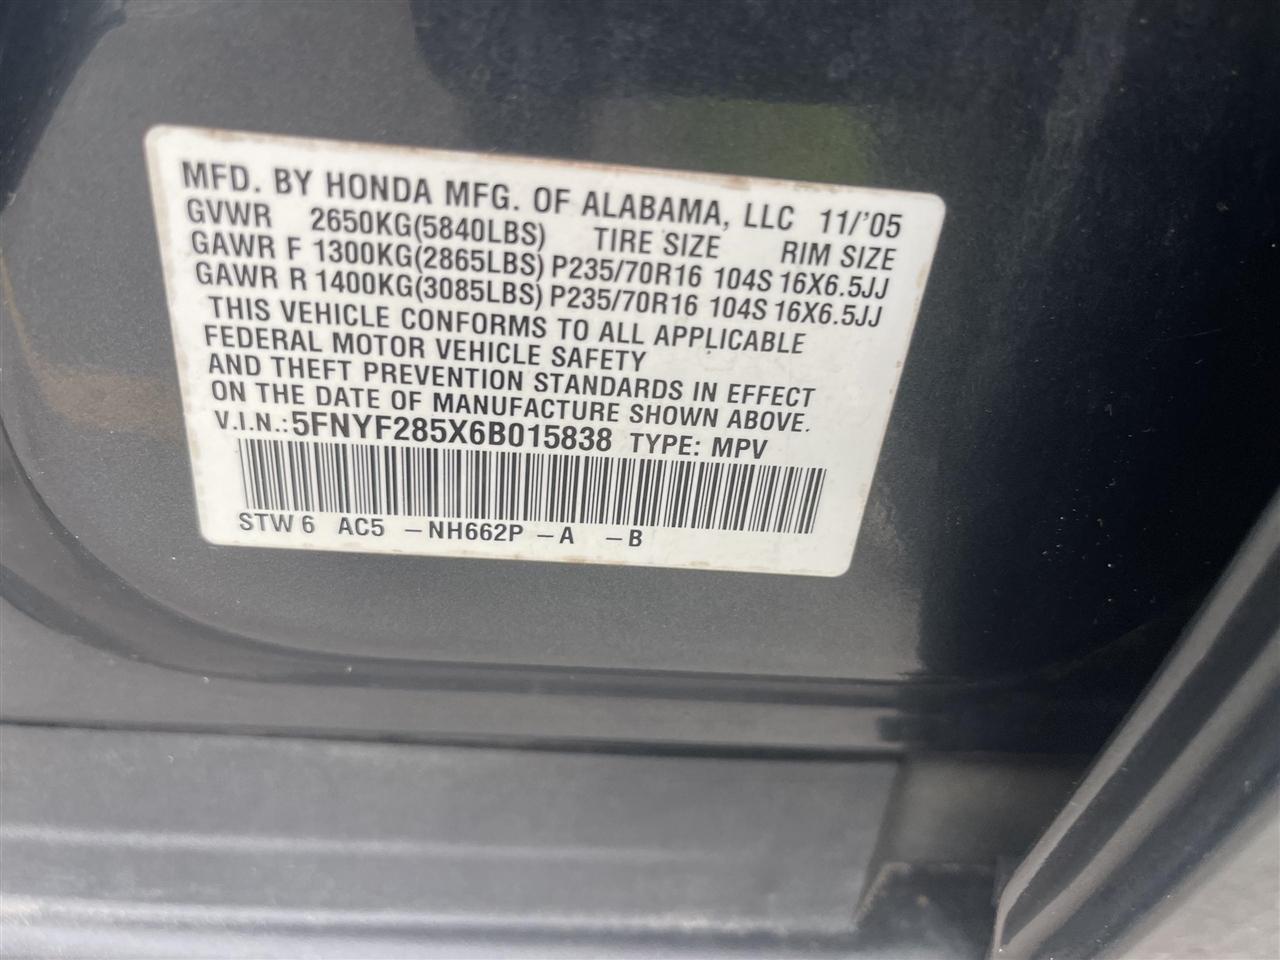 MFD. BY HONDA MFG. OF ALABAMA, LLC 11/'05
GVWR 2650KG(5840LBS) TIRE SIZE RIM SIZE
GAWR F 1300KG(2865LBS) P235/70R16 104S 16X6.5JJ
GAWR R 1400KG(3085LBS) P235/70R16 104S 16X6.5JJ
THIS VEHICLE CONFORMS TO ALL APPLICABLE
FEDERAL MOTOR VEHICLE SAFETY
AND THEFT PREVENTION STANDARDS IN EFFECT
ON THE DATE OF MANUFACTURE SHOWN ABOVE.
V.I.N.:5FNYF285X6B015838 TYPE: MPV
STW 6 AC5 -NH662P -A -B